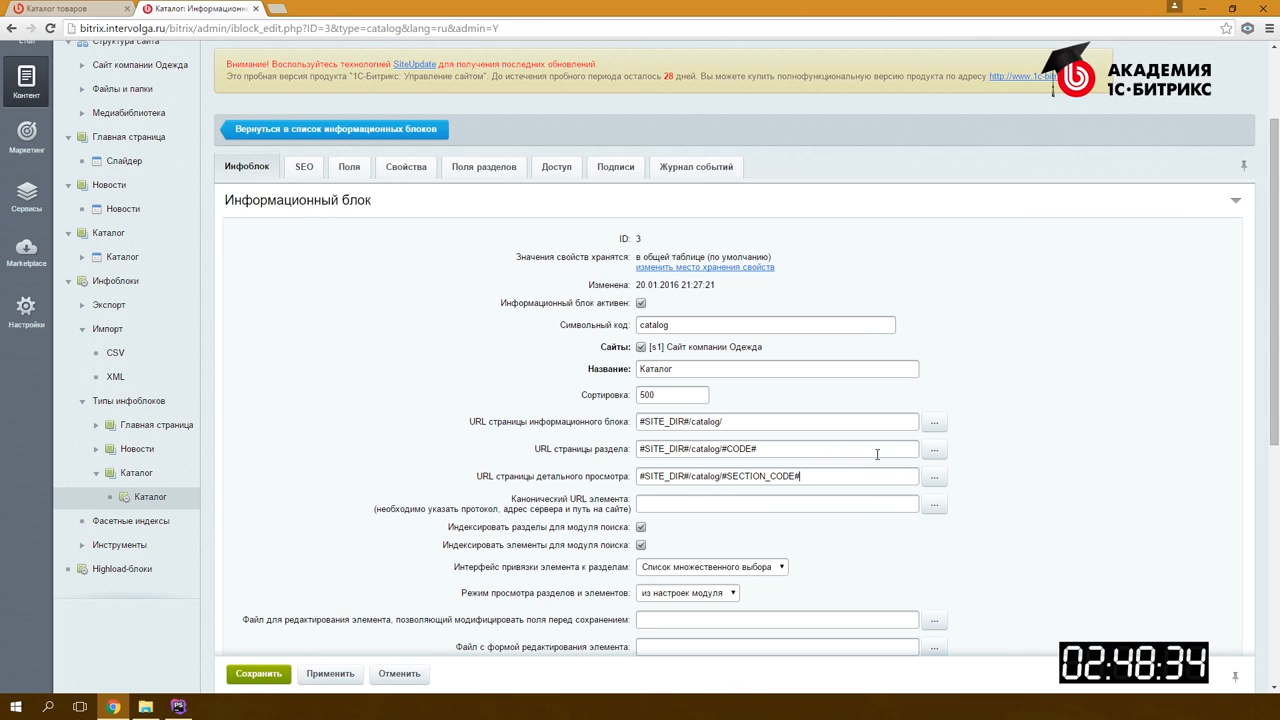 Каталог товаров
Каталог: Информационн
bitrix.intervolga.ru/bitrix/admin/iblock_edit.php?ID=3&type=catalog&lang=ru&admin=Y
Стол
Контент
Маркетинг
Сервисы
Marketplace
Настройки
Структура сайта
Сайт компании Одежда
Файлы и папки
Медиабиблиотека
Главная страница
Слайдер
Новости
Новости
Каталог
Каталог
Инфоблоки
Экспорт
Импорт
CSV
XML
Типы инфоблоков
Главная страница
Новости
Каталог
Каталог
Фасетные индексы
Инструменты
Highload-блоки
Внимание! Воспользуйтесь технологией SiteUpdate для получения последних обновлений.
Это пробная версия продукта "1С-Битрикс: Управление сайтом". До истечения пробного периода осталось 28 дней. Вы можете купить полнофункциональную версию продукта по адресу http://www.1c-bit
АКАДЕМИЯ
1С·БИТРИКС
Вернуться в список информационных блоков
Инфоблок SEO Поля Свойства Поля разделов Доступ Подписи Журнал событий
Информационный блок
ID: 3
Значения свойств хранятся: в общей таблице (по умолчанию)
изменить место хранения свойств
Изменена: 20.01.2016 21:27:21
Информационный блок активен:
Символьный код: catalog
Сайты: [s1] Сайт компании Одежда
Название: Каталог
Сортировка: 500
URL страницы информационного блока: #SITE_DIR#/catalog/ ...
URL страницы раздела: #SITE_DIR#/catalog/#CODE# ...
URL страницы детального просмотра: #SITE_DIR#/catalog/#SECTION_CODE# ...
Канонический URL элемента:
(необходимо указать протокол, адрес сервера и путь на сайте) ...
Индексировать разделы для модуля поиска:
Индексировать элементы для модуля поиска:
Интерфейс привязки элемента к разделам: Список множественного выбора
Режим просмотра разделов и элементов: из настроек модуля
Файл для редактирования элемента, позволяющий модифицировать поля перед сохранением: ...
Файл с формой редактирования элемента: ...
Сохранить Применить Отменить
02:48:34
PS